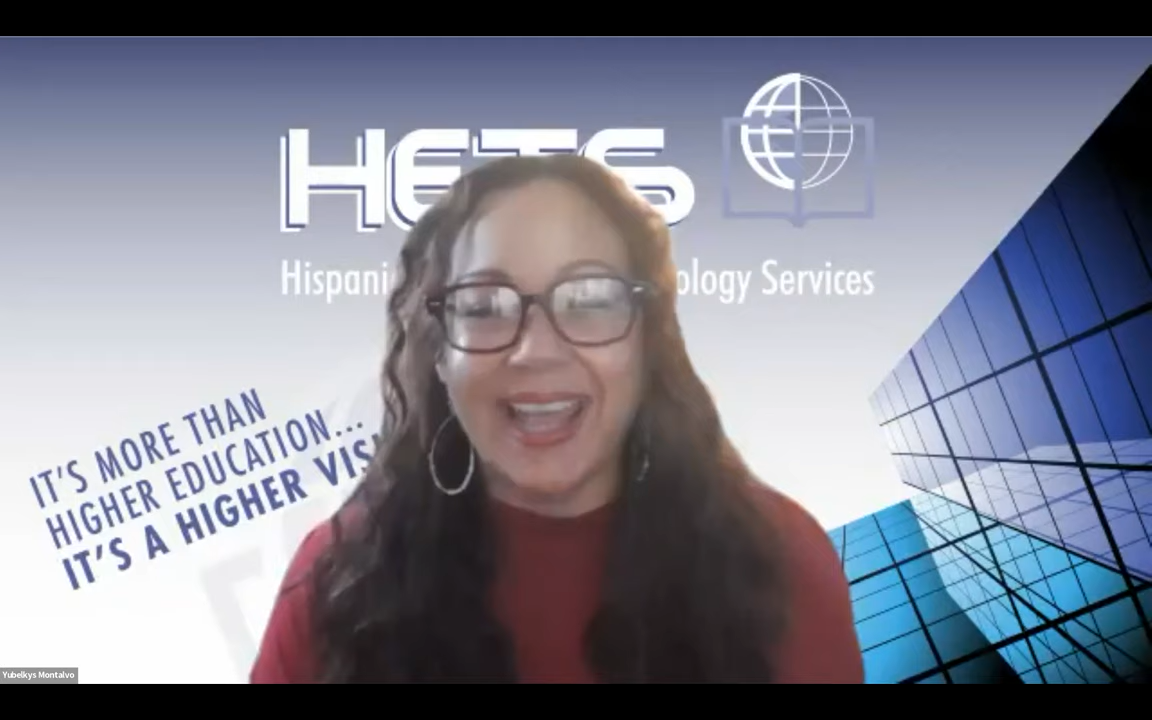 HETS
Hispani
ology Services
IT'S MORE THAN
HIGHER EDUCATION...
IT'S A HIGHER VIS
Yubelkys Montalvo